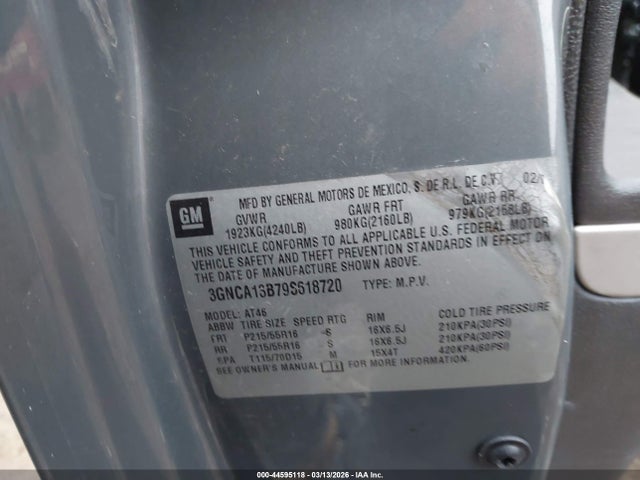 GM
MFD BY GENERAL MOTORS DE MEXICO, S. DE R.L. DE C.V. 02/
GVWR GAWR FRT GAWR RR
1923KG(4240LB) 980KG(2160LB) 979KG(2158LB)
THIS VEHICLE CONFORMS TO ALL APPLICABLE U.S. FEDERAL MOTOR
VEHICLE SAFETY AND THEFT PREVENTION STANDARDS IN EFFECT ON
THE DATE OF MANUFACTURE SHOWN ABOVE.
3GNCA13B79S518720 TYPE: M.P.V.
MODEL: AT46
ABBW TIRE SIZE SPEED RTG RIM COLD TIRE PRESSURE
FRT P215/55R16 S 16X6.5J 210KPA(30PSI)
RR P215/55R16 S 16X6.5J 210KPA(30PSI)
SPA T115/70D15 M 15X4T 420KPA(60PSI)
SEE OWNER'S MANUAL FOR MORE INFORMATION.
000-44595118 | 03/13/2026 | IAA Inc.